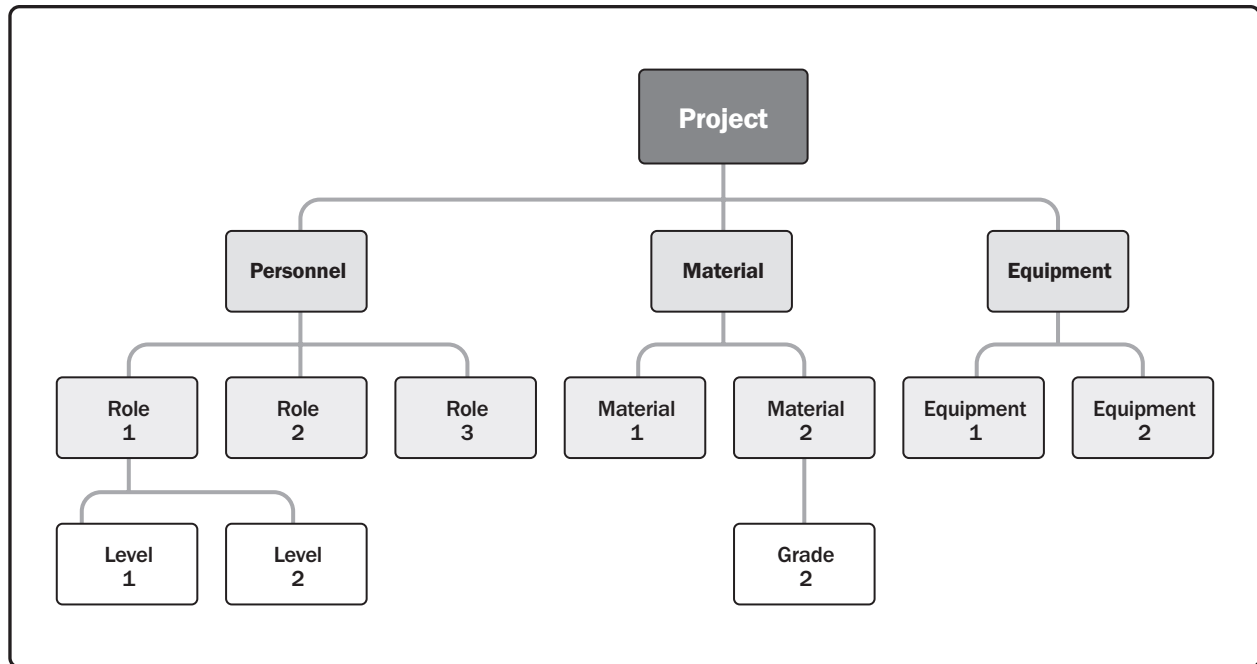 Project
Personnel
Material
Equipment
Role
1
Role
2
Role
3
Material
1
Material
2
Equipment
1
Equipment
2
Level
1
Level
2
Grade
2